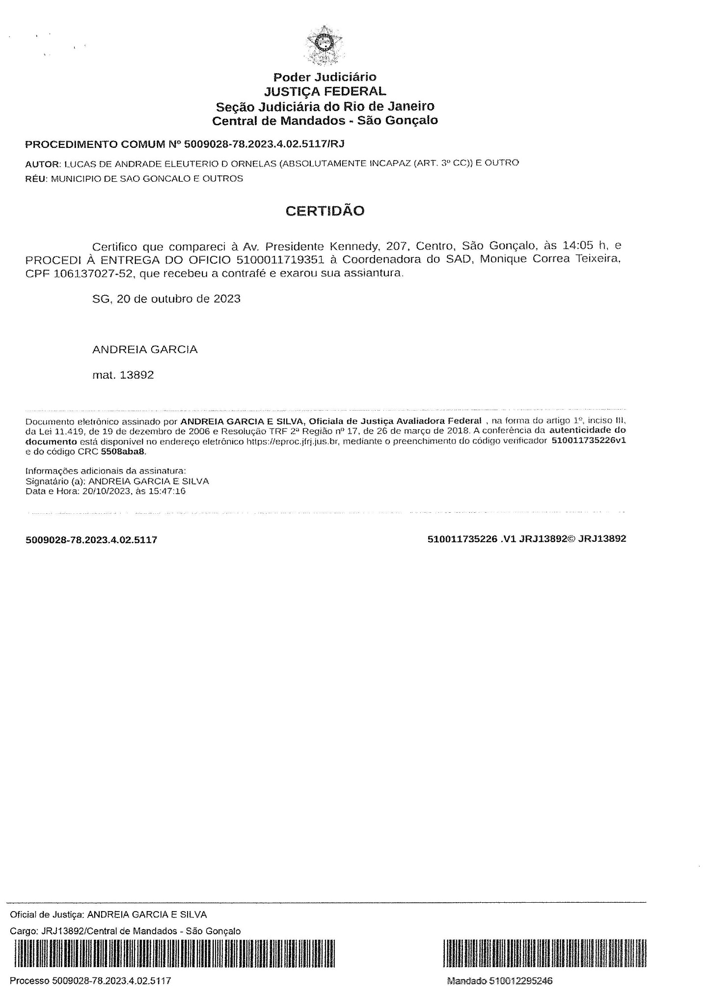 Poder Judiciário
JUSTIÇA FEDERAL
Seção Judiciária do Rio de Janeiro
Central de Mandados - São Gonçalo
PROCEDIMENTO COMUM Nº 5009028-78.2023.4.02.5117/RJ
AUTOR: LUCAS DE ANDRADE ELEUTERIO D ORNELAS (ABSOLUTAMENTE INCAPAZ (ART. 3º CC)) E OUTRO
RÉU: MUNICIPIO DE SAO GONCALO E OUTROS
CERTIDÃO
Certifico que compareci à Av. Presidente Kennedy, 207, Centro, São Gonçalo, às 14:05 h, e
PROCEDI À ENTREGA DO OFICIO 5100011719351 à Coordenadora do SAD, Monique Correa Teixeira,
CPF 106137027-52, que recebeu a contrafé e exarou sua assiantura.
SG, 20 de outubro de 2023
ANDREIA GARCIA
mat. 13892
Documento eletrônico assinado por ANDREIA GARCIA E SILVA, Oficiala de Justiça Avaliadora Federal , na forma do artigo 1º, inciso III,
da Lei 11.419, de 19 de dezembro de 2006 e Resolução TRF 2ª Região nº 17, de 26 de março de 2018. A conferência da autenticidade do
documento está disponível no endereço eletrônico https://eproc.jfrj.jus.br, mediante o preenchimento do código verificador 510011735226v1
e do código CRC 5508aba8.
Informações adicionais da assinatura:
Signatário (a): ANDREIA GARCIA E SILVA
Data e Hora: 20/10/2023, às 15:47:16
5009028-78.2023.4.02.5117
510011735226 .V1 JRJ13892© JRJ13892
Oficial de Justiça: ANDREIA GARCIA E SILVA
Cargo: JRJ13892/Central de Mandados - São Gonçalo
Processo 5009028-78.2023.4.02.5117
Mandado 510012295246